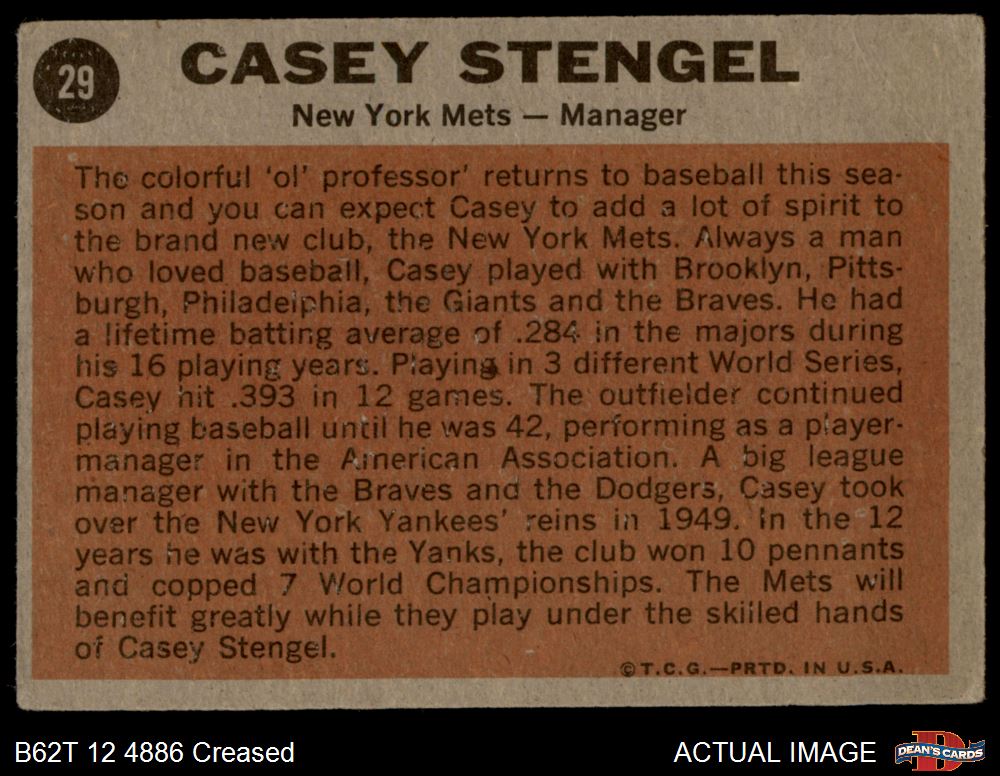 29
CASEY STENGEL
New York Mets — Manager
The colorful 'ol' professor' returns to baseball this sea-
son and you can expect Casey to add a lot of spirit to
the brand new club, the New York Mets. Always a man
who loved baseball, Casey played with Brooklyn, Pitts-
burgh, Philadelphia, the Giants and the Braves. He had
a lifetime batting average of .284 in the majors during
his 16 playing years. Playing in 3 different World Series,
Casey hit .393 in 12 games. The outfielder continued
playing baseball until he was 42, performing as a player-
manager in the American Association. A big league
manager with the Braves and the Dodgers, Casey took
over the New York Yankees' reins in 1949. In the 12
years he was with the Yanks, the club won 10 pennants
and copped 7 World Championships. The Mets will
benefit greatly while they play under the skilled hands
of Casey Stengel.
©T.C.G.—PRTD. IN U.S.A.
B62T 12 4886 Creased
ACTUAL IMAGE
D
DEAN'S CARDS